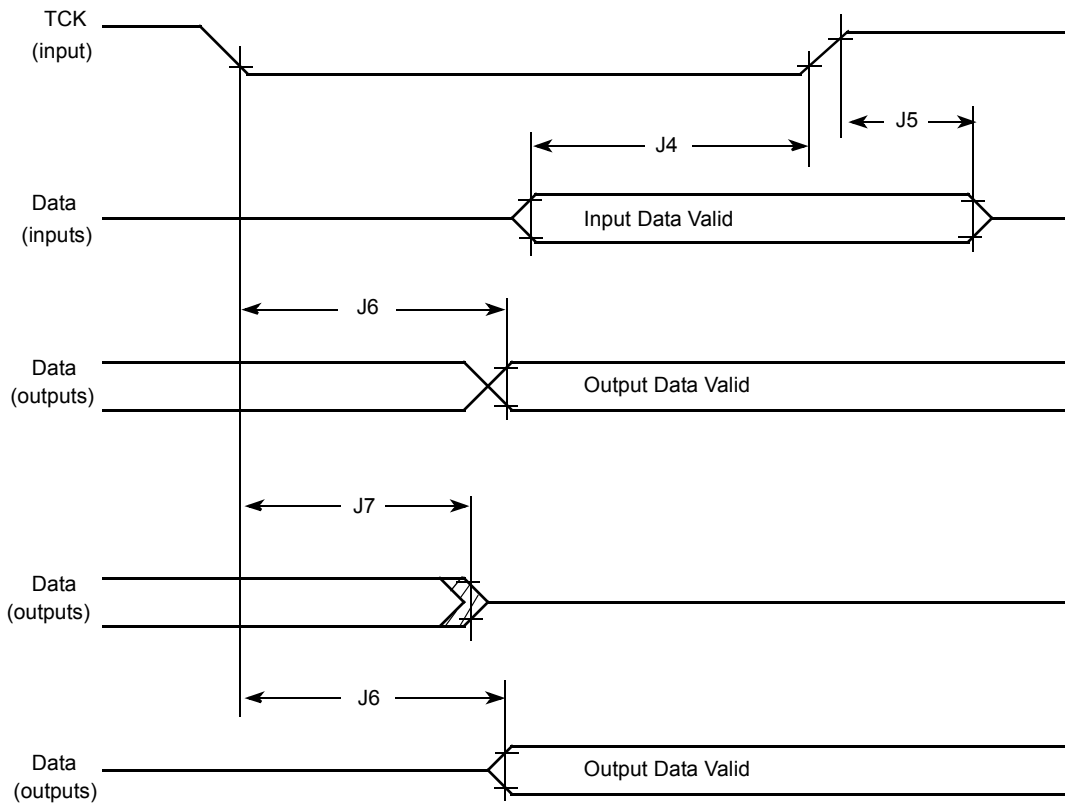 TCK
(input)
J5
J4
Data
(inputs)
Input Data Valid
J6
Data
(outputs)
Output Data Valid
J7
Data
(outputs)
J6
Data
(outputs)
Output Data Valid